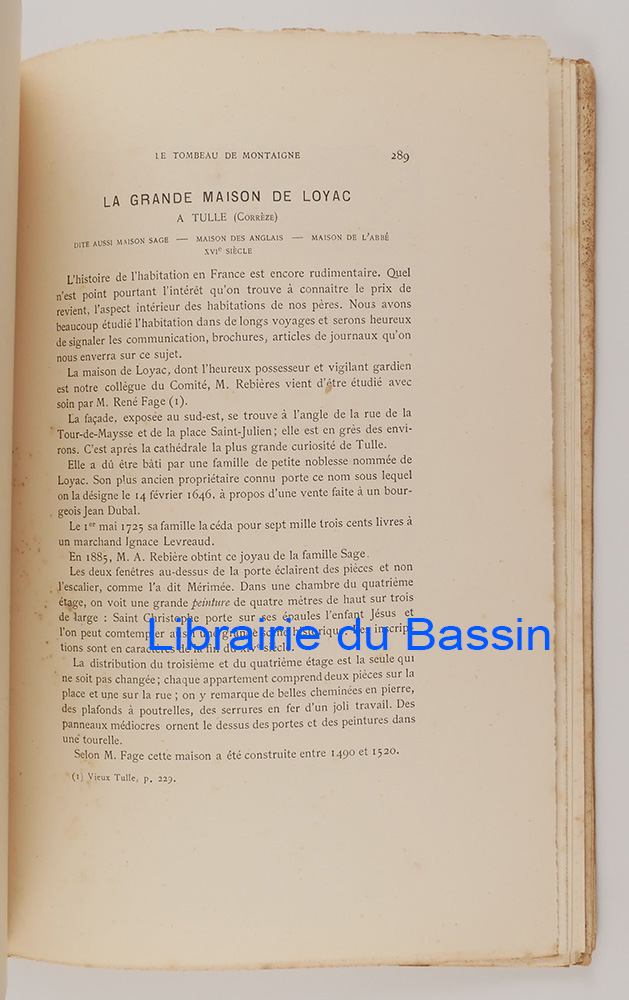 LE TOMBEAU DE MONTAIGNE 289
LA GRANDE MAISON DE LOYAC
A TULLE (CORRÈZE)
DITE AUSSI MAISON SAGE — MAISON DES ANGLAIS — MAISON DE L'ABBÉ
XVIe SIÈCLE
L'histoire de l'habitation en France est encore rudimentaire. Quel
n'est point pourtant l'intérêt qu'on trouve à connaître le prix de
revient, l'aspect intérieur des habitations de nos pères. Nous avons
beaucoup étudié l'habitation dans de longs voyages et serons heureux
de signaler les communication, brochures, articles de journaux qu'on
nous enverra sur ce sujet.
La maison de Loyac, dont l'heureux possesseur et vigilant gardien
est notre collègue du Comité, M. Rebières vient d'être étudié avec
soin par M. René Fage (1).
La façade, exposée au sud-est, se trouve à l'angle de la rue de la
Tour-de-Maysse et de la place Saint-Julien ; elle est en grès des envi-
rons. C'est après la cathédrale la plus grande curiosité de Tulle.
Elle a dû être bâti par une famille de petite noblesse nommée de
Loyac. Son plus ancien propriétaire connu porte ce nom sous lequel
on la désigne le 14 février 1646, à propos d'une vente faite à un bour-
geois Jean Dubal.
Le 1er mai 1725 sa famille la céda pour sept mille trois cents livres à
un marchand Ignace Levreaud.
En 1885, M. A. Rebière obtint ce joyau de la famille Sage.
Les deux fenêtres au-dessus de la porte éclairent des pièces et non
l'escalier, comme l'a dit Mérimée. Dans une chambre du quatrième
étage, on voit une grande peinture de quatre mètres de haut sur trois
de large : Saint Christophe porte sur ses épaules l'enfant Jésus et
l'on peut comtempler aussi une grande scène historique. Les inscrip-
tions sont en caractères de la fin du XIVe siècle.
Librairie du Bassin
La distribution du troisième et du quatrième étage est la seule qui
ne soit pas changée ; chaque appartement comprend deux pièces sur la
place et une sur la rue ; on y remarque de belles cheminées en pierre,
des plafonds à poutrelles, des serrures en fer d'un joli travail. Des
panneaux médiocres ornent le dessus des portes et des peintures dans
une tourelle.
Selon M. Fage cette maison a été construite entre 1490 et 1520.
(1) Vieux Tulle, p. 229.